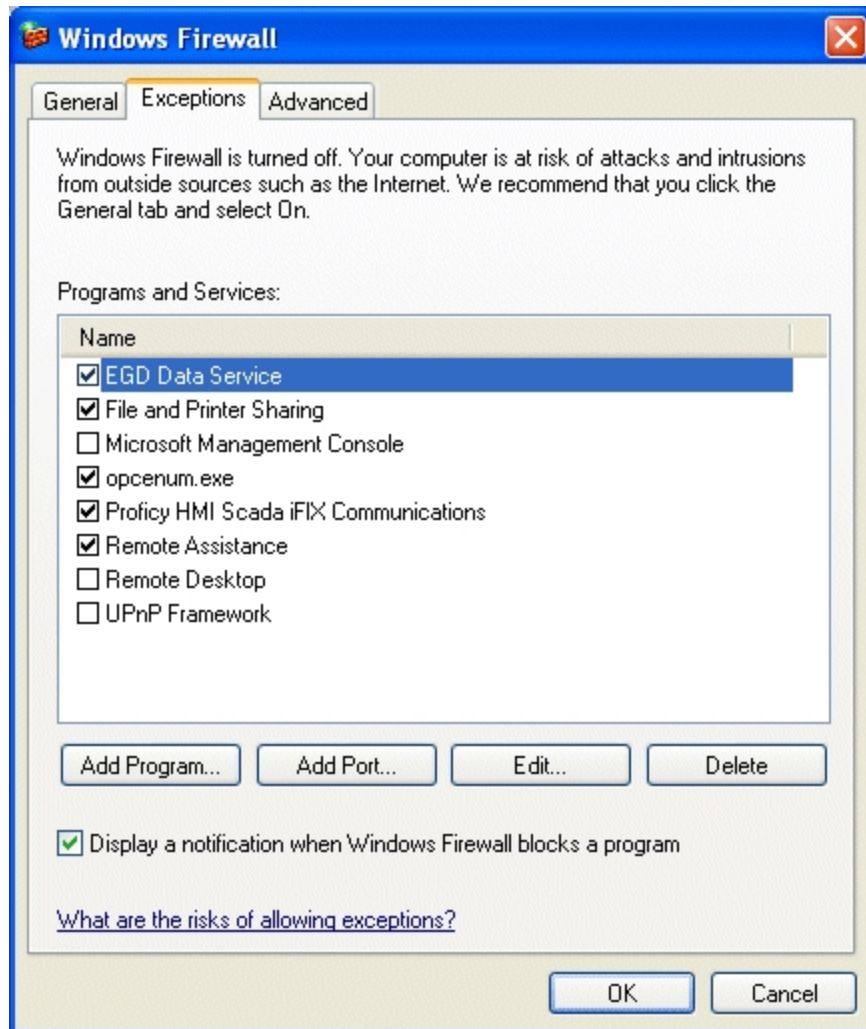 Windows Firewall
General
Exceptions
Advanced
Windows Firewall is turned off. Your computer is at risk of attacks and intrusions
from outside sources such as the Internet. We recommend that you click the
General tab and select On.
Programs and Services:
Name
EGD Data Service
File and Printer Sharing
Microsoft Management Console
opcenum.exe
Proficy HMI Scada iFIX Communications
Remote Assistance
Remote Desktop
UPnP Framework
Add Program...
Add Port...
Edit...
Delete
Display a notification when Windows Firewall blocks a program
What are the risks of allowing exceptions?
OK
Cancel